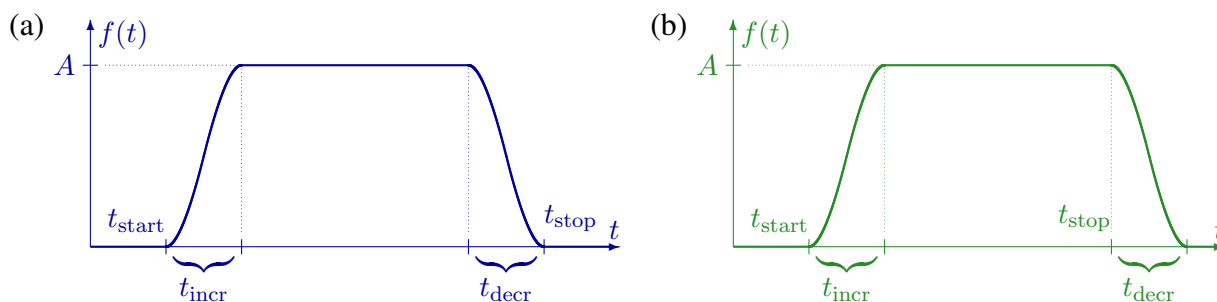 (a)
f(t)
A
t_start
t_stop
t
t_incr
t_decr
(b)
f(t)
A
t_start
t_stop
t
t_incr
t_decr